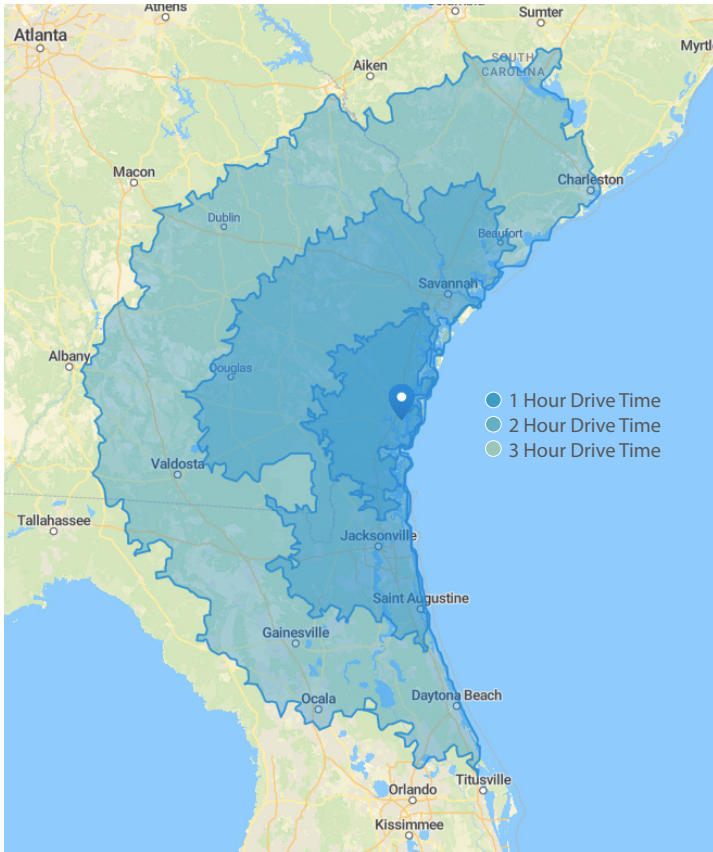 Athens
Sumter
Atlanta
Myrtl
SOUTH
CAROLINA
Aiken
Macon
Charleston
Dublin
Beaufort
Savannah
Albany
Douglas
1 Hour Drive Time
2 Hour Drive Time
3 Hour Drive Time
Valdosta
Tallahassee
Jacksonville
Saint Augustine
Gainesville
Daytona Beach
Ocala
Titusville
Orlando
Kissimmee